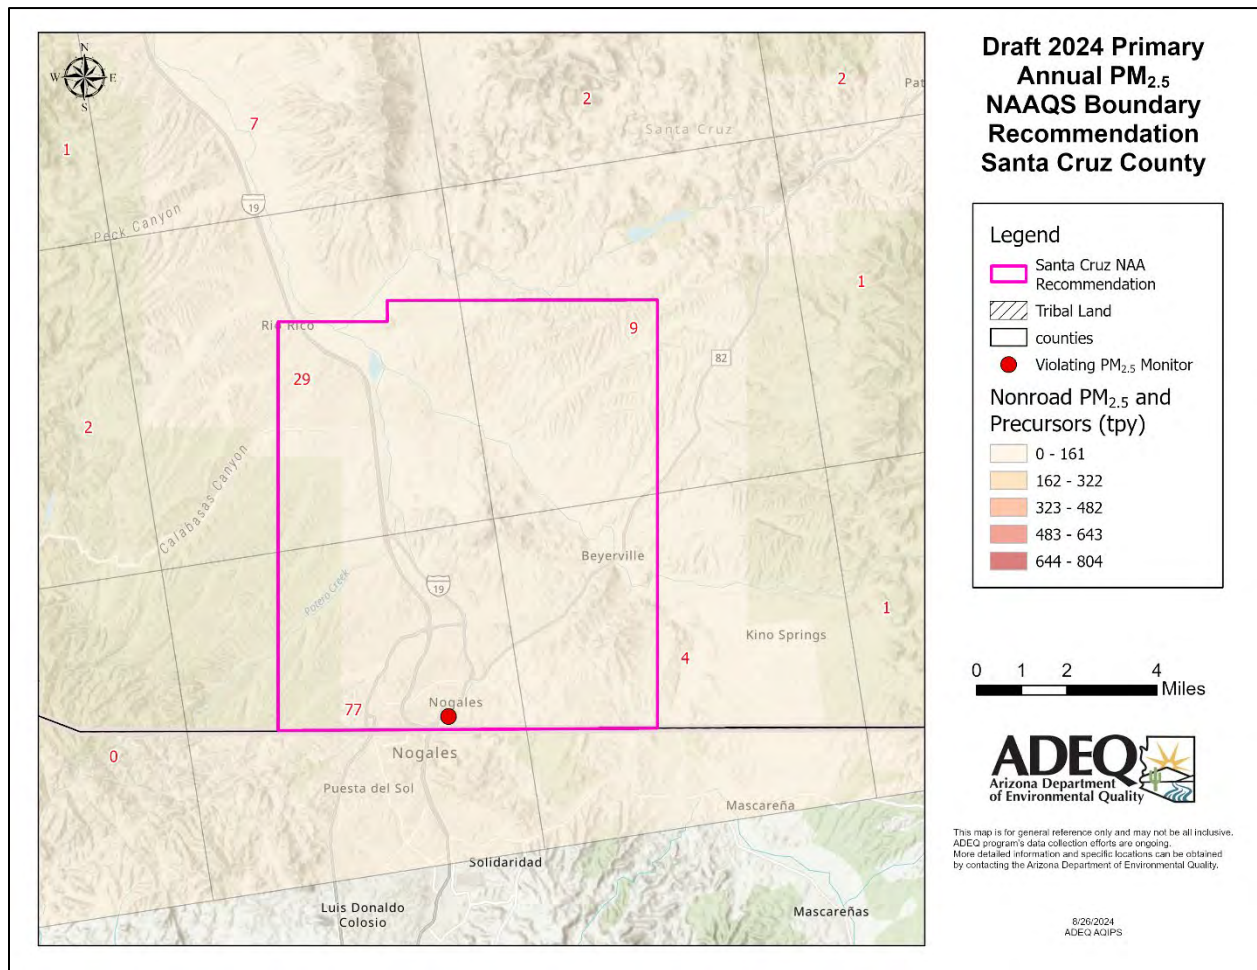 Draft 2024 Primary
Annual PM2.5
NAAQS Boundary
Recommendation
Santa Cruz County
N
W
E
S
1
7
2
2
Pat
Santa Cruz
19
Peck Canyon
1
Rio Rico
9
82
29
2
Calabasas Canyon
Beyerville
19
Potero Creek
1
Kino Springs
4
77
Nogales
0
Nogales
Puesta del Sol
Mascareña
Solidaridad
Luis Donaldo
Colosio
Mascareñas
Legend
Santa Cruz NAA
Recommendation
Tribal Land
counties
Violating PM2.5 Monitor
Nonroad PM2.5 and
Precursors (tpy)
0 - 161
162 - 322
323 - 482
483 - 643
644 - 804
0 1 2 4
Miles
ADEQ
Arizona Department
of Environmental Quality
This map is for general reference only and may not be all inclusive.
ADEQ program's data collection efforts are ongoing.
More detailed information and specific locations can be obtained
by contacting the Arizona Department of Environmental Quality.
8/26/2024
ADEQ AQIPS